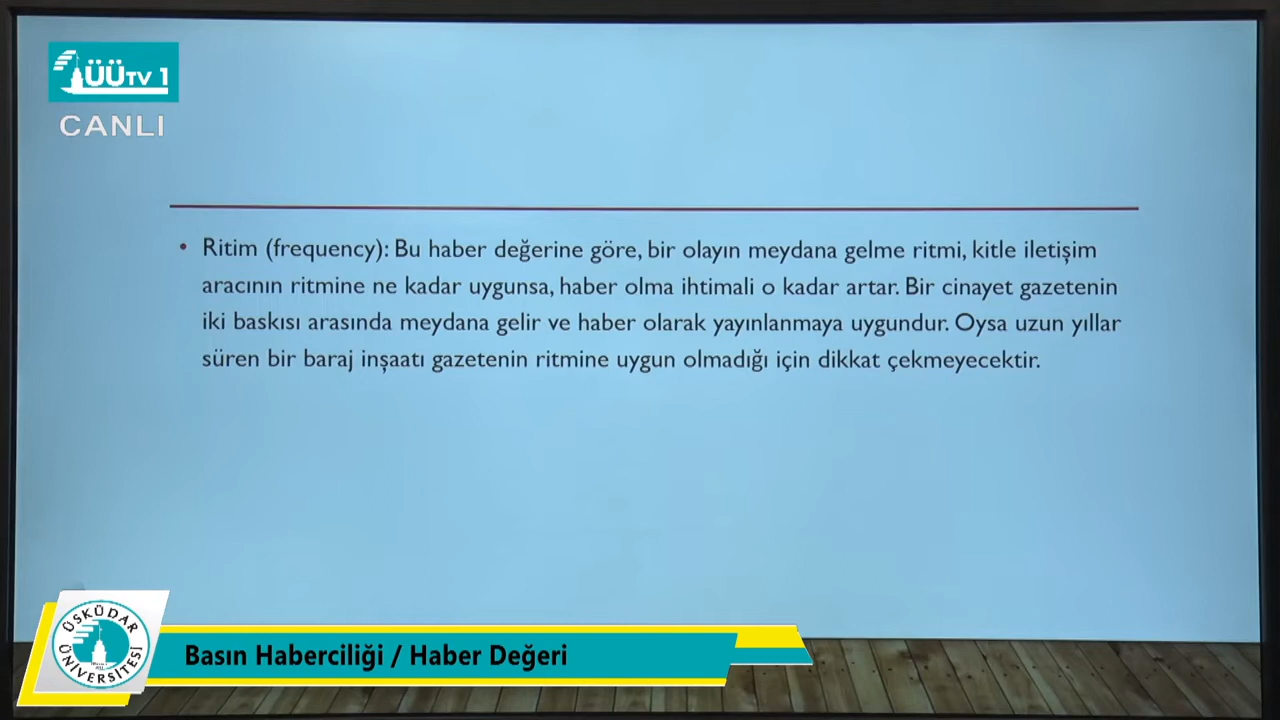 ÜÜTV 1
CANLI
• Ritim (frequency): Bu haber değerine göre, bir olayın meydana gelme ritmi, kitle iletişim
aracının ritmine ne kadar uygunsa, haber olma ihtimali o kadar artar. Bir cinayet gazetenin
iki baskısı arasında meydana gelir ve haber olarak yayınlanmaya uygundur. Oysa uzun yıllar
süren bir baraj inşaatı gazetenin ritmine uygun olmadığı için dikkat çekmeyecektir.
ÜSKÜDAR
ÜNİVERSİTESİ
Basın Haberciliği / Haber Değeri